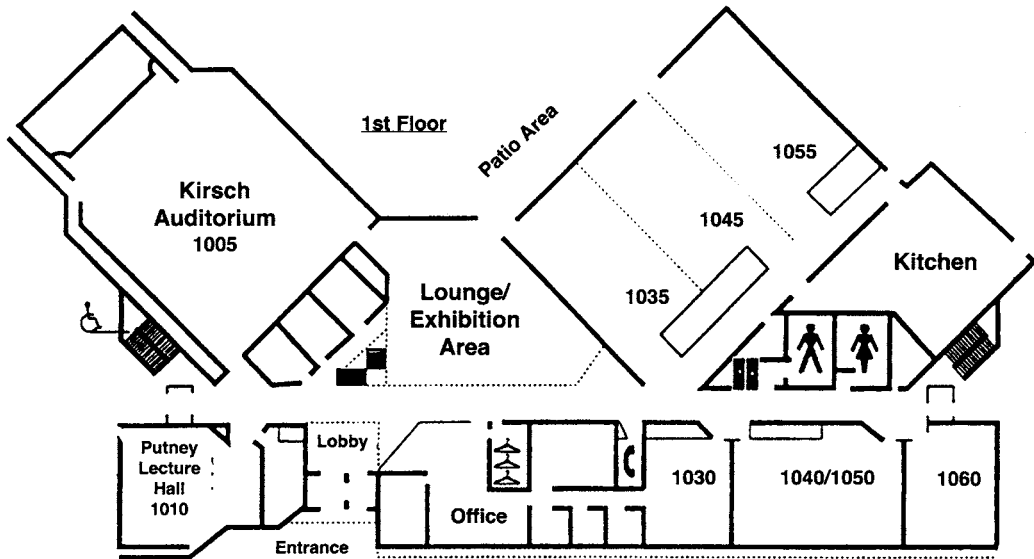 1st Floor
Patio Area
1055
Kirsch
Auditorium
1005
1045
Kitchen
1035
Lounge/
Exhibition
Area
Putney
Lecture
Hall
1010
Lobby
1030
1040/1050
1060
Office
Entrance